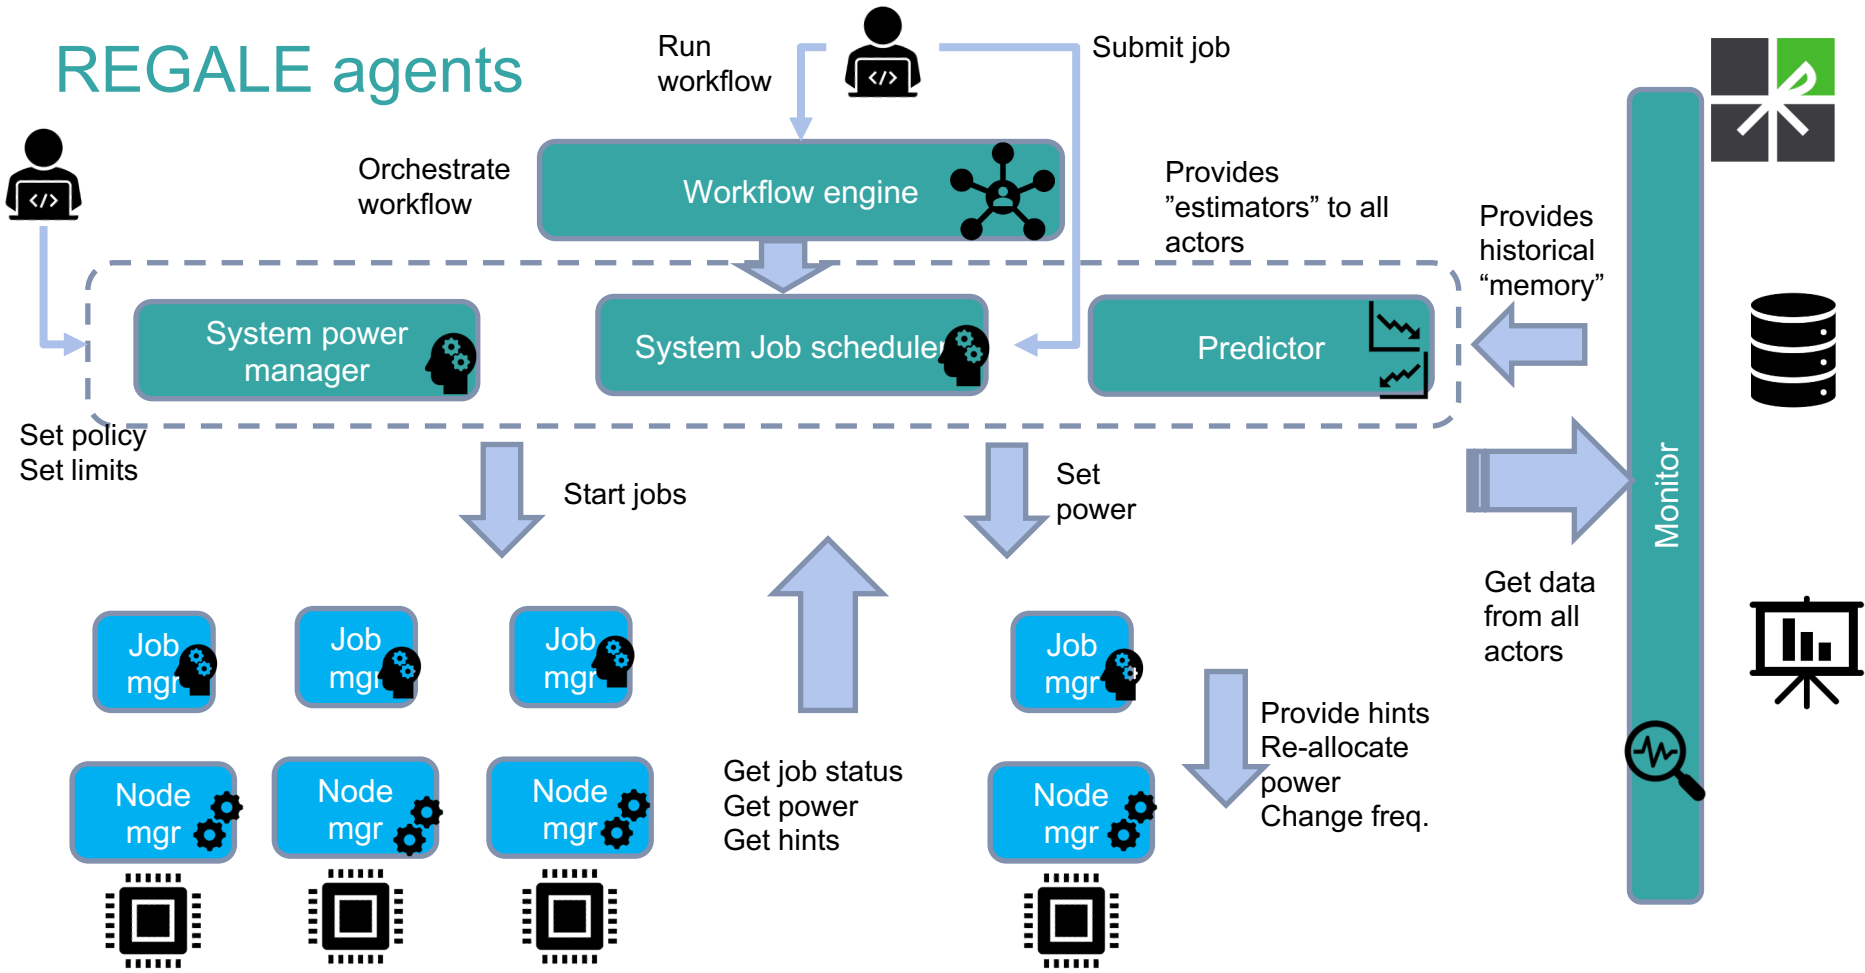 REGALE agents
Run
workflow
</>
Submit job
</>
Orchestrate
workflow
Workflow engine
Provides
”estimators” to all
actors
Provides
historical
“memory”
System power
manager
System Job scheduler
Predictor
Set policy
Set limits
Start jobs
Set
power
Monitor
Get data
from all
actors
Job
mgr
Job
mgr
Job
mgr
Job
mgr
Provide hints
Re-allocate
power
Change freq.
Get job status
Get power
Get hints
Node
mgr
Node
mgr
Node
mgr
Node
mgr